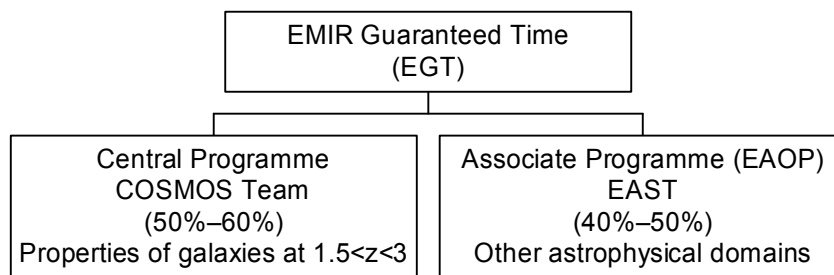 EMIR Guaranteed Time
(EGT)
Central Programme
COSMOS Team
(50%–60%)
Properties of galaxies at 1.5<z<3
Associate Programme (EAOP)
EAST
(40%–50%)
Other astrophysical domains